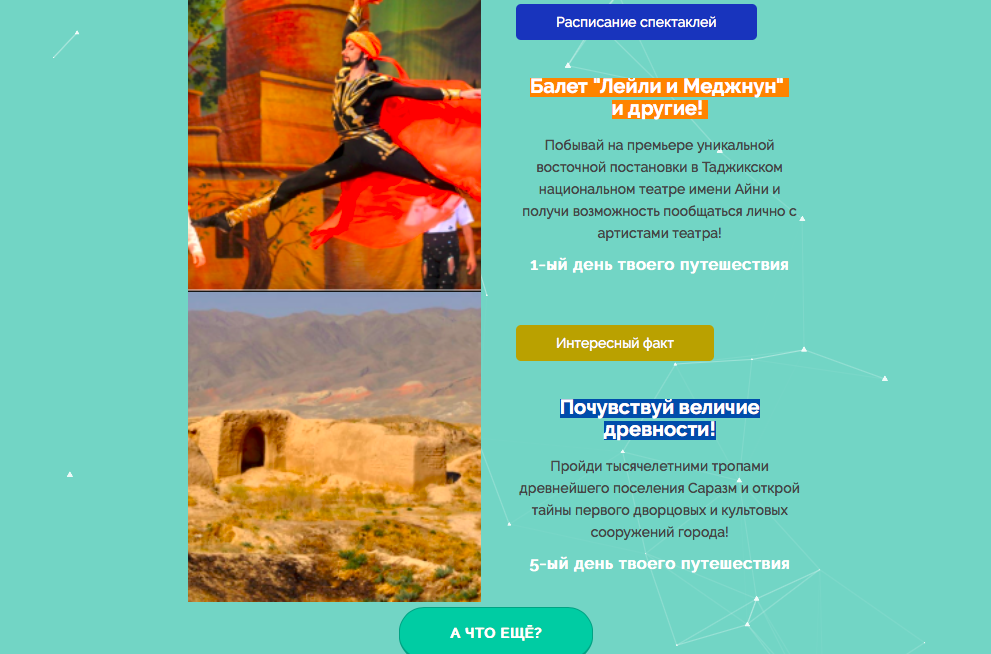 Расписание спектаклей
Балет "Лейли и Меджнун"
и другие!
Побывай на премьере уникальной
восточной постановки в Таджикском
национальном театре имени Айни и
получи возможность пообщаться лично с
артистами театра!
1-ый день твоего путешествия
Интересный факт
Почувствуй величие
древности!
Пройди тысячелетними тропами
древнейшего поселения Саразм и открой
тайны первого дворцовых и культовых
сооружений города!
5-ый день твоего путешествия
А ЧТО ЕЩЁ?